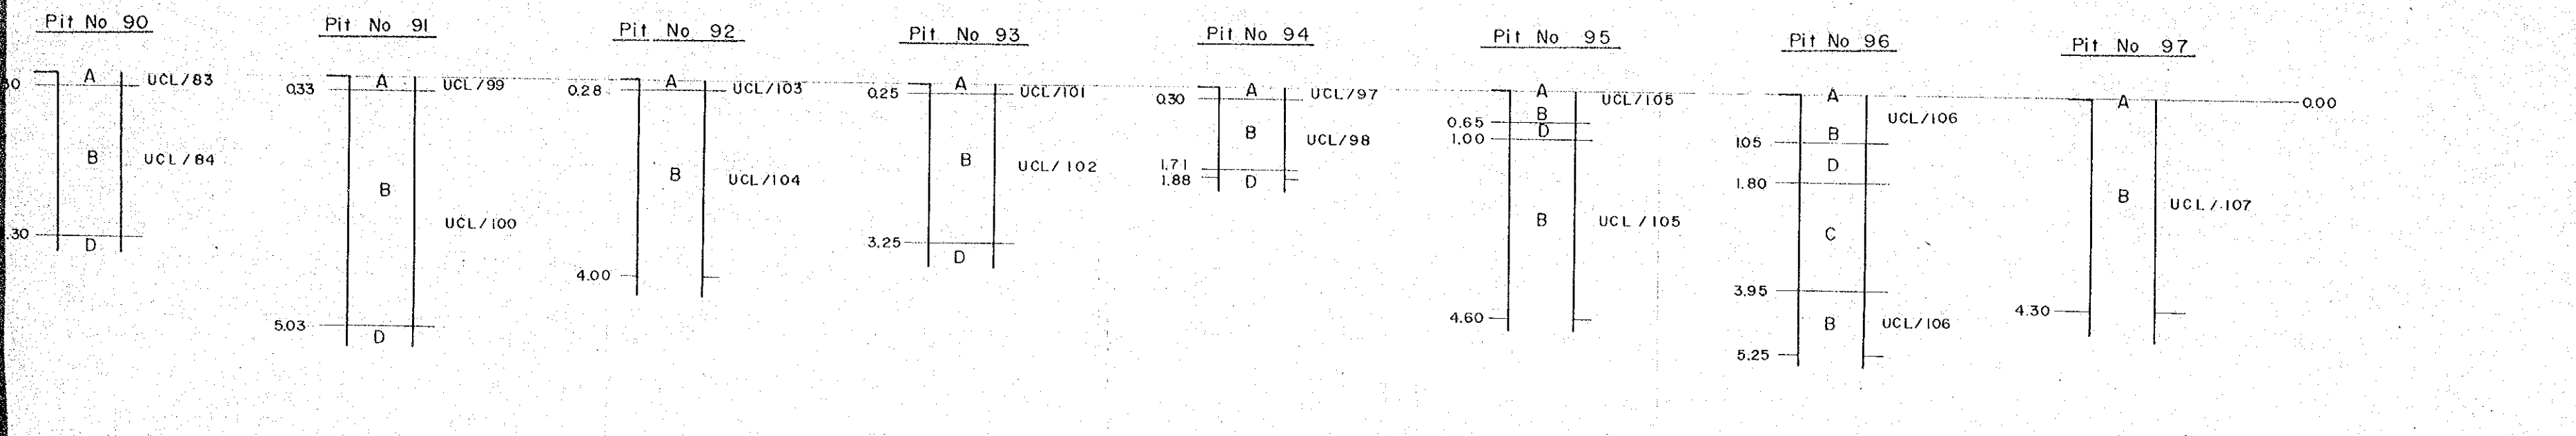 Pit No 90
A
UCL/83
B
UCL/84
.30
D
Pit No 91
0.33
A
UCL/99
B
UCL/100
5.03
D
Pit No 92
0.28
A
UCL/103
B
UCL/104
4.00
Pit No 93
0.25
A
UCL/101
B
UCL/102
3.25
D
Pit No 94
0.30
A
UCL/97
B
UCL/98
1.71
1.88
D
Pit No 95
A
UCL/105
B
0.65
D
1.00
B
UCL/105
4.60
Pit No 96
A
UCL/106
B
1.05
D
1.80
C
3.95
B
UCL/106
5.25
Pit No 97
A
0.00
B
UCL/107
4.30